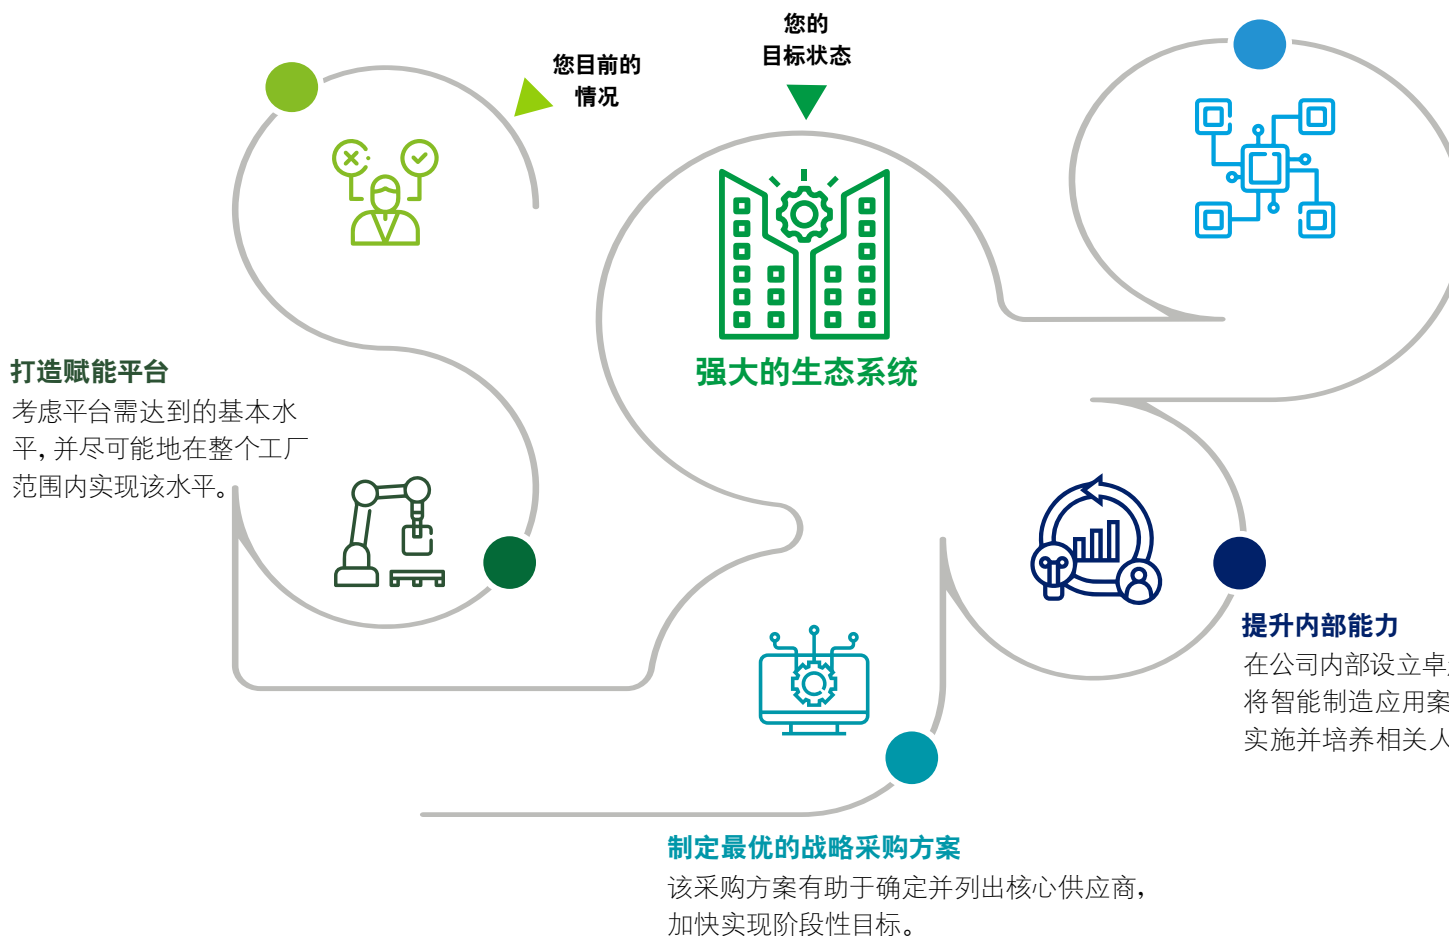 您目前的
情况
您的
目标状态
强大的生态系统
打造赋能平台
考虑平台需达到的基本水
平，并尽可能地在整个工厂
范围内实现该水平。
提升内部能力
在公司内部设立卓
将智能制造应用案
实施并培养相关人
制定最优的战略采购方案
该采购方案有助于确定并列出核心供应商，
加快实现阶段性目标。